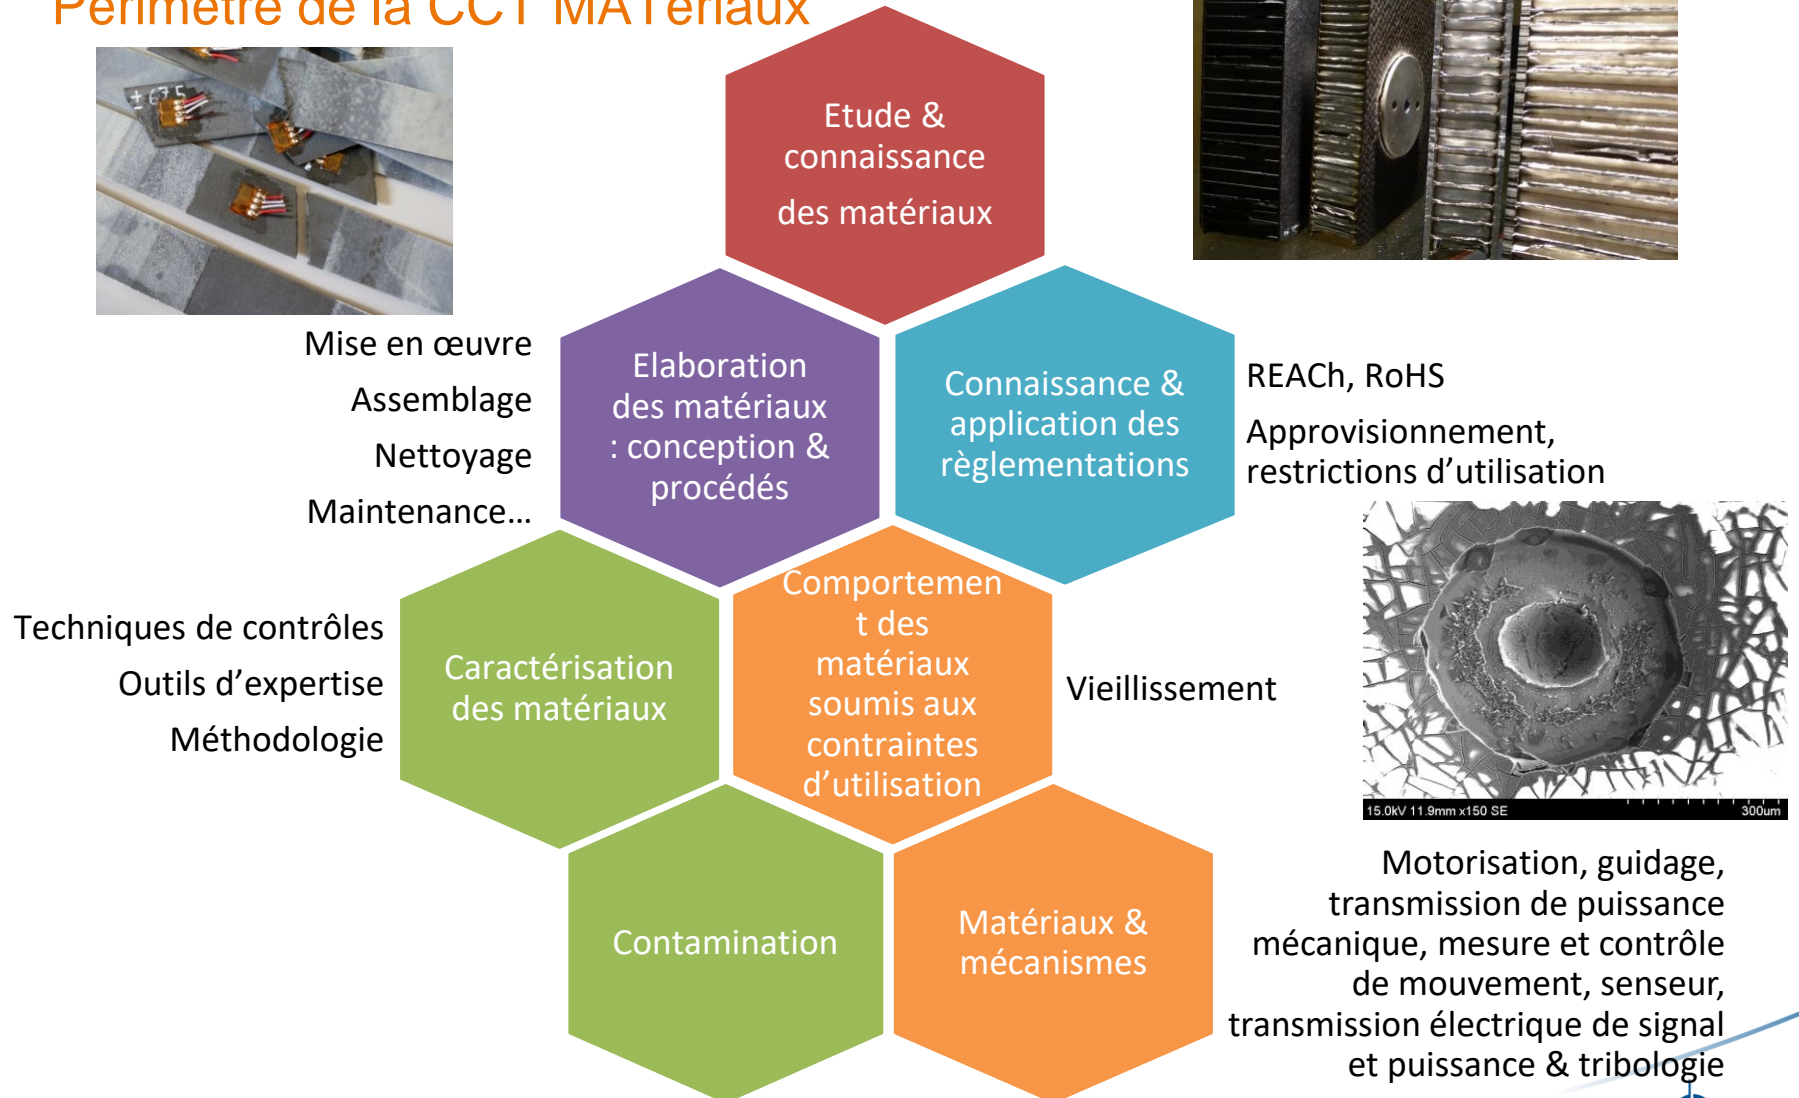 Périmètre de la CCT MATériaux
Etude &
connaissance
des matériaux
± 675
Mise en œuvre
Assemblage
Nettoyage
Maintenance…
Elaboration
des matériaux
: conception &
procédés
Connaissance &
application des
règlementations
REACh, RoHS
Approvisionnement,
restrictions d’utilisation
Techniques de contrôles
Outils d’expertise
Méthodologie
Caractérisation
des matériaux
Comportemen
t des
matériaux
soumis aux
contraintes
d’utilisation
Vieillissement
15.0kV 11.9mm x150 SE
300um
Contamination
Matériaux &
mécanismes
Motorisation, guidage,
transmission de puissance
mécanique, mesure et contrôle
de mouvement, senseur,
transmission électrique de signal
et puissance & tribologie